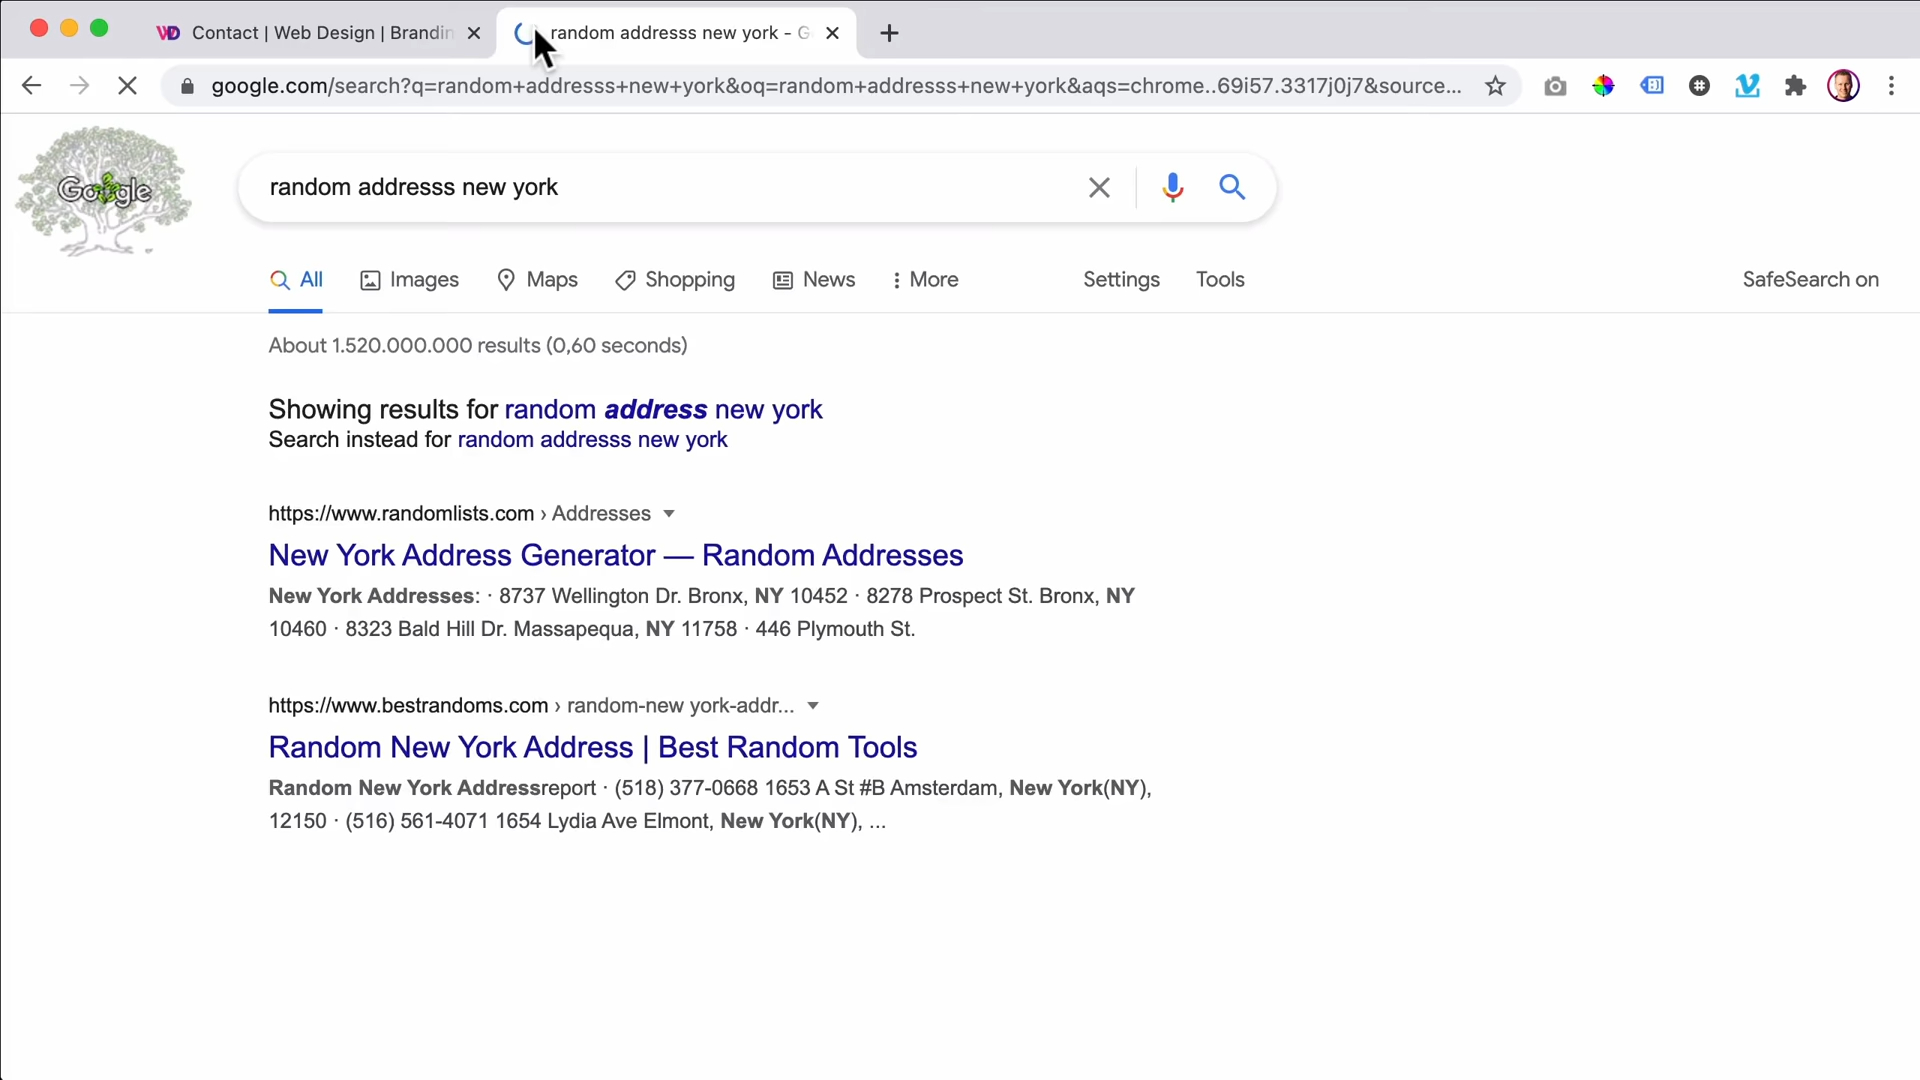 Contact | Web Design | Brandin
random addresss new york - G
google.com/search?q=random+addresss+new+york&oq=random+addresss+new+york&aqs=chrome..69i57.3317j0j7&source...
Google
random addresss new york
All Images Maps Shopping News More Settings Tools SafeSearch on
About 1.520.000.000 results (0,60 seconds)
Showing results for random address new york
Search instead for random addresss new york
https://www.randomlists.com › Addresses
New York Address Generator — Random Addresses
New York Addresses: · 8737 Wellington Dr. Bronx, NY 10452 · 8278 Prospect St. Bronx, NY
10460 · 8323 Bald Hill Dr. Massapequa, NY 11758 · 446 Plymouth St.
https://www.bestrandoms.com › random-new york-addr...
Random New York Address | Best Random Tools
Random New York Addressreport · (518) 377-0668 1653 A St #B Amsterdam, New York(NY),
12150 · (516) 561-4071 1654 Lydia Ave Elmont, New York(NY), ...